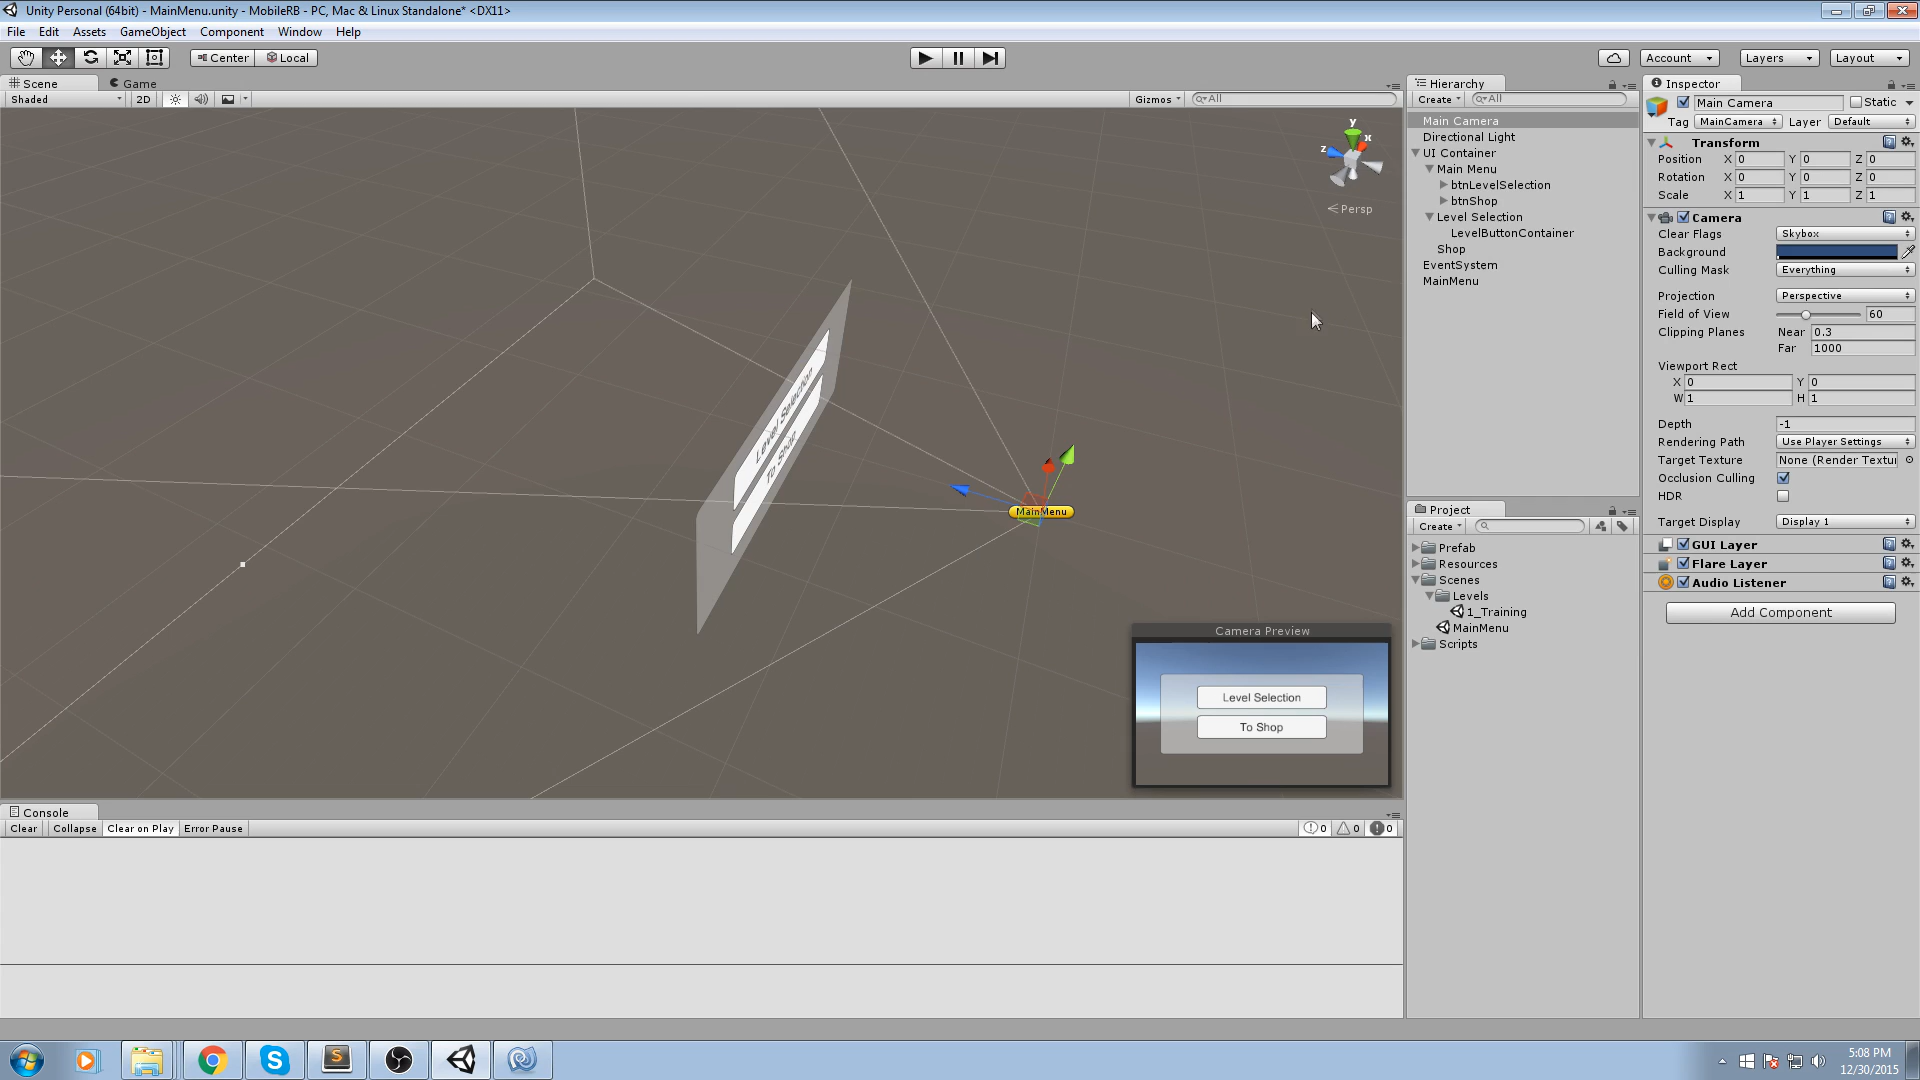 Unity Personal (64bit) - MainMenu.unity - MobileRB - PC, Mac & Linux Standalone* <DX11>
File Edit Assets GameObject Component Window Help
Center Local Account Layers Layout
Scene Game
Shaded 2D Gizmos All
y
x
z
Persp
Level Selection
To Shop
MainMenu
Camera Preview
Level Selection
To Shop
Console
Clear Collapse Clear on Play Error Pause 0 0 0
Hierarchy
Create All
Main Camera
Directional Light
UI Container
Main Menu
btnLevelSelection
btnShop
Level Selection
LevelButtonContainer
Shop
EventSystem
MainMenu
Project
Create
Prefab
Resources
Scenes
Levels
1_Training
MainMenu
Scripts
Inspector
Main Camera Static
Tag MainCamera Layer Default
Transform
Position X 0 Y 0 Z 0
Rotation X 0 Y 0 Z 0
Scale X 1 Y 1 Z 1
Camera
Clear Flags Skybox
Background
Culling Mask Everything
Projection Perspective
Field of View 60
Clipping Planes Near 0.3
Far 1000
Viewport Rect
X 0 Y 0
W 1 H 1
Depth -1
Rendering Path Use Player Settings
Target Texture None (Render Textu
Occlusion Culling
HDR
Target Display Display 1
GUI Layer
Flare Layer
Audio Listener
Add Component
5:08 PM
12/30/2015